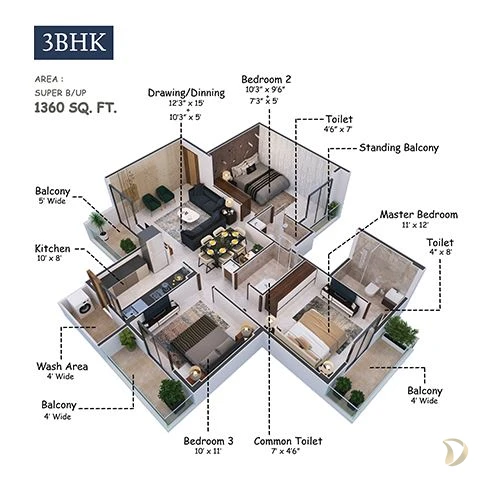 3BHK
AREA :
SUPER B/UP
1360 SQ. FT.
Drawing/Dinning
12'3" x 15'
+
10'3" x 5'
Bedroom 2
10'3" x 9'6"
+
7'3" x 5'
Toilet
4'6" x 7'
Standing Balcony
Balcony
5' Wide
Master Bedroom
11' x 12'
Toilet
4" x 8'
Kitchen
10' x 8'
Wash Area
4' Wide
Balcony
4' Wide
Balcony
4' Wide
Bedroom 3
10' x 11'
Common Toilet
7' x 4'6"